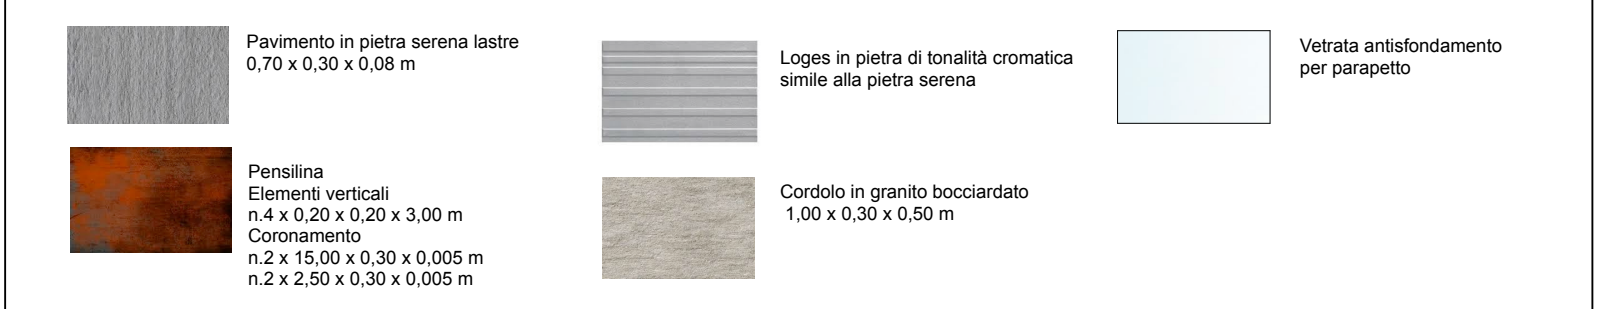 Pavimento in pietra serena lastre
0,70 x 0,30 x 0,08 m
Pensilina
Elementi verticali
n.4 x 0,20 x 0,20 x 3,00 m
Coronamento
n.2 x 15,00 x 0,30 x 0,005 m
n.2 x 2,50 x 0,30 x 0,005 m
Loges in pietra di tonalità cromatica
simile alla pietra serena
Cordolo in granito bocciardato
1,00 x 0,30 x 0,50 m
Vetrata antisfondamento
per parapetto